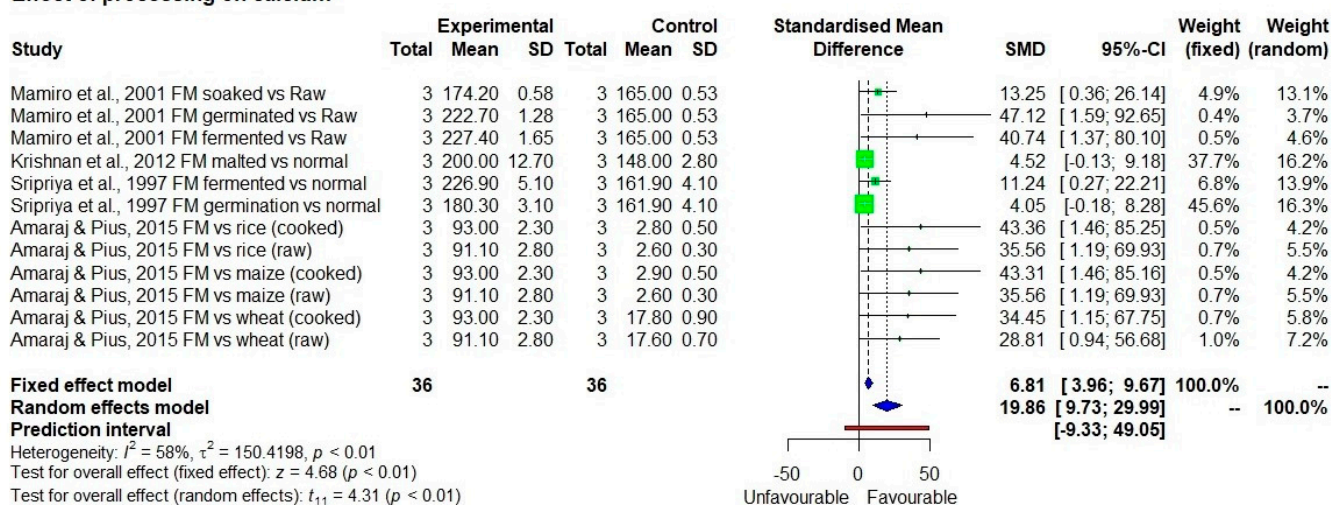 Effect of processing on calcium
Experimental Control Standardised Mean Weight Weight
Study Total Mean SD Total Mean SD Difference SMD 95%-CI (fixed) (random)
Mamiro et al., 2001 FM soaked vs Raw 3 174.20 0.58 3 165.00 0.53 13.25 [ 0.36; 26.14] 4.9% 13.1%
Mamiro et al., 2001 FM germinated vs Raw 3 222.70 1.28 3 165.00 0.53 47.12 [ 1.59; 92.65] 0.4% 3.7%
Mamiro et al., 2001 FM fermented vs Raw 3 227.40 1.65 3 165.00 0.53 40.74 [ 1.37; 80.10] 0.5% 4.6%
Krishnan et al., 2012 FM malted vs normal 3 200.00 12.70 3 148.00 2.80 4.52 [-0.13; 9.18] 37.7% 16.2%
Sripriya et al., 1997 FM fermented vs normal 3 226.90 5.10 3 161.90 4.10 11.24 [ 0.27; 22.21] 6.8% 13.9%
Sripriya et al., 1997 FM germination vs normal 3 180.30 3.10 3 161.90 4.10 4.05 [-0.18; 8.28] 45.6% 16.3%
Amaraj & Pius, 2015 FM vs rice (cooked) 3 93.00 2.30 3 2.80 0.50 43.36 [ 1.46; 85.25] 0.5% 4.2%
Amaraj & Pius, 2015 FM vs rice (raw) 3 91.10 2.80 3 2.60 0.30 35.56 [ 1.19; 69.93] 0.7% 5.5%
Amaraj & Pius, 2015 FM vs maize (cooked) 3 93.00 2.30 3 2.90 0.50 43.31 [ 1.46; 85.16] 0.5% 4.2%
Amaraj & Pius, 2015 FM vs maize (raw) 3 91.10 2.80 3 2.60 0.30 35.56 [ 1.19; 69.93] 0.7% 5.5%
Amaraj & Pius, 2015 FM vs wheat (cooked) 3 93.00 2.30 3 17.80 0.90 34.45 [ 1.15; 67.75] 0.7% 5.8%
Amaraj & Pius, 2015 FM vs wheat (raw) 3 91.10 2.80 3 17.60 0.70 28.81 [ 0.94; 56.68] 1.0% 7.2%
Fixed effect model 36 36 6.81 [ 3.96; 9.67] 100.0% --
Random effects model 19.86 [ 9.73; 29.99] -- 100.0%
Prediction interval [-9.33; 49.05]
Heterogeneity: I² = 58%, τ² = 150.4198, p < 0.01
Test for overall effect (fixed effect): z = 4.68 (p < 0.01) -50 0 50
Test for overall effect (random effects): t₁₁ = 4.31 (p < 0.01) Unfavourable Favourable